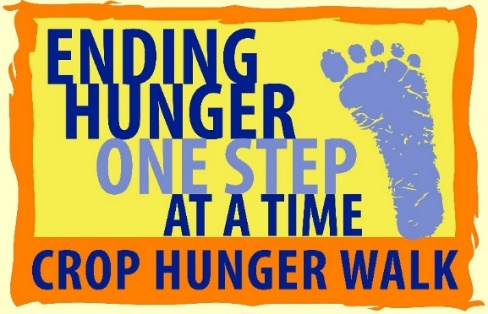 ENDING
HUNGER
ONE STEP
AT A TIME
CROP HUNGER WALK